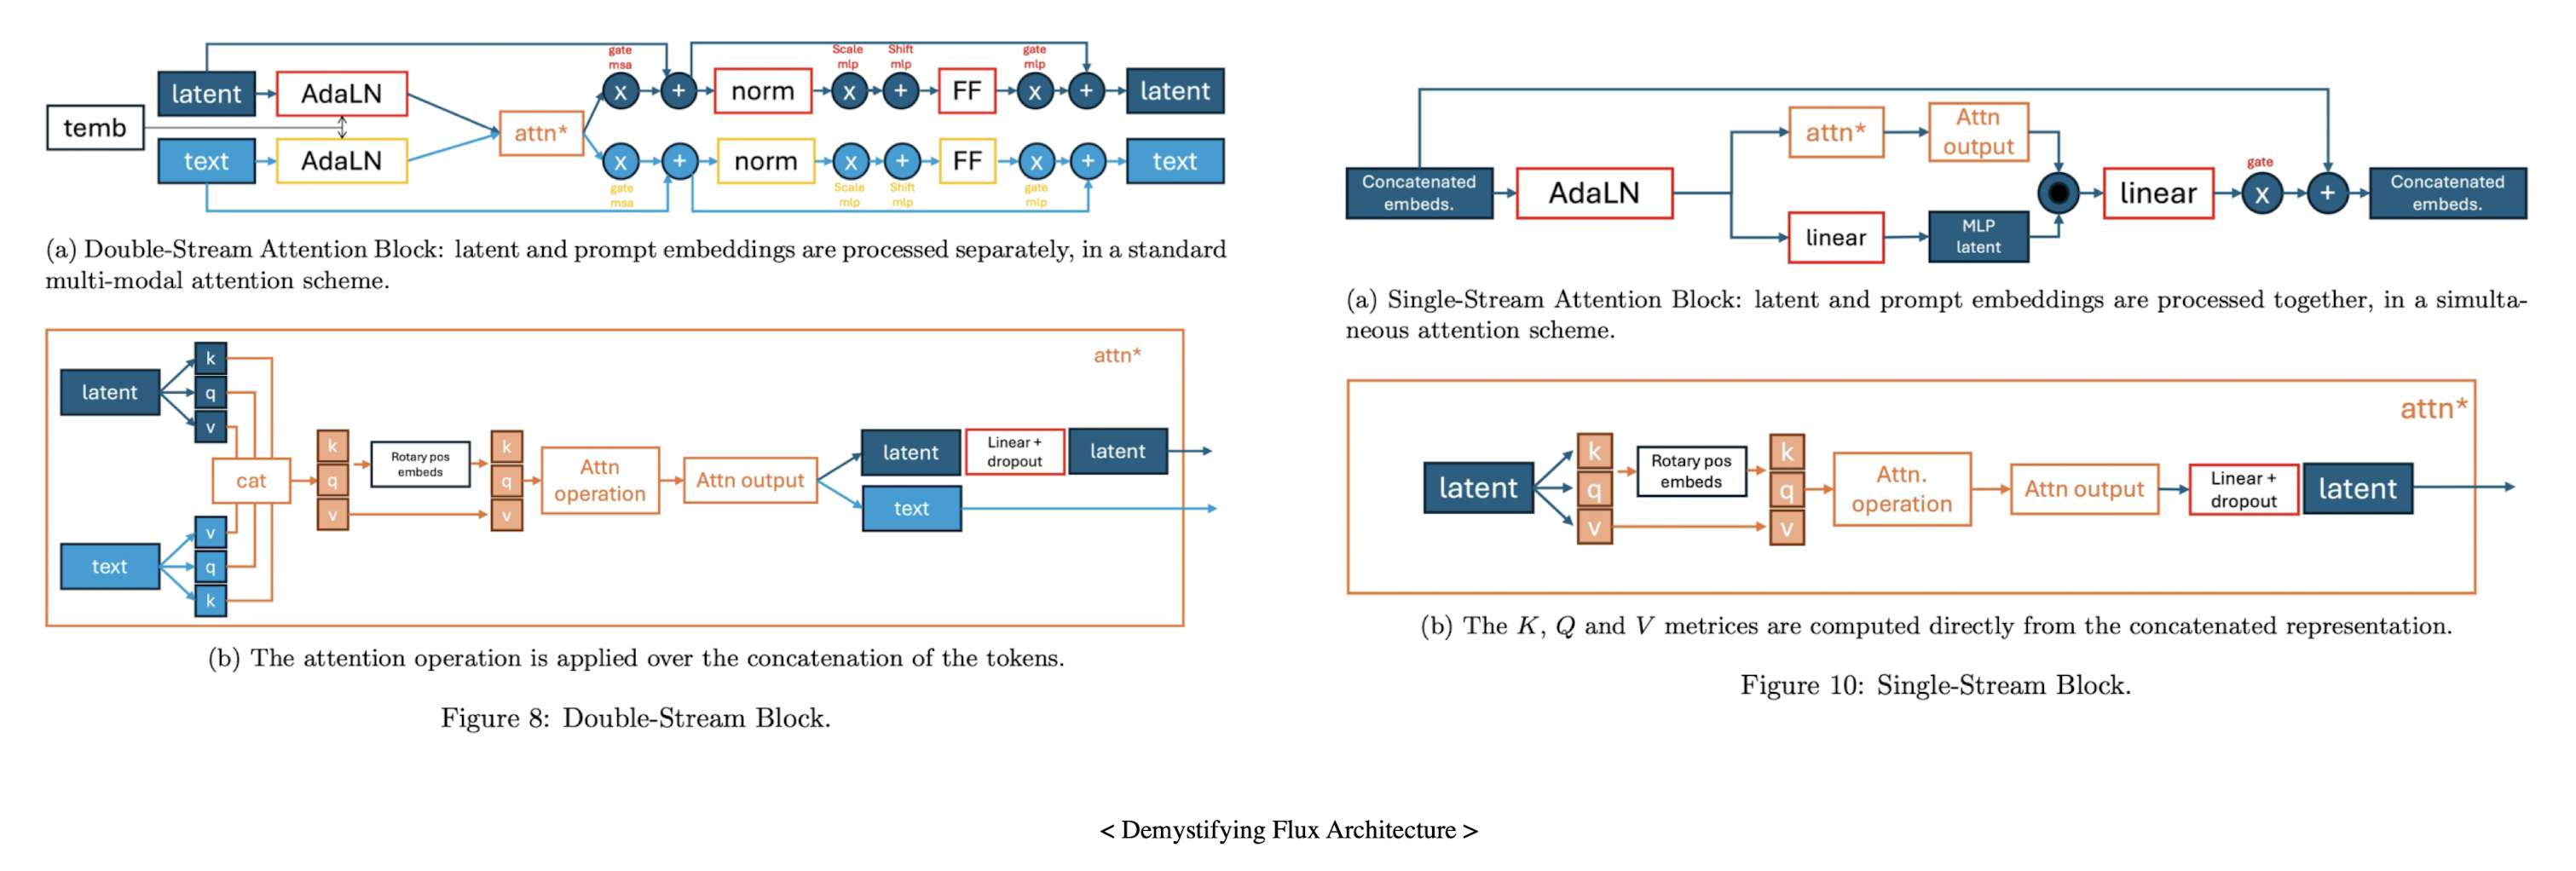 gate
msa
Scale
mlp
Shift
mlp
gate
mlp
latent
AdaLN
x
+
norm
x
+
FF
x
+
latent
temb
attn*
text
AdaLN
x
+
norm
x
+
FF
x
+
text
gate
msa
Scale
mlp
Shift
mlp
gate
mlp
(a) Double-Stream Attention Block: latent and prompt embeddings are processed separately, in a standard
multi-modal attention scheme.
attn*
latent
k
q
v
cat
k
q
v
Rotary pos
embeds
k
q
v
Attn
operation
Attn output
latent
Linear +
dropout
latent
text
text
v
q
k
(b) The attention operation is applied over the concatenation of the tokens.
Figure 8: Double-Stream Block.
Concatenated
embeds.
AdaLN
attn*
Attn
output
linear
MLP
latent
linear
gate
x
+
Concatenated
embeds.
(a) Single-Stream Attention Block: latent and prompt embeddings are processed together, in a simulta-
neous attention scheme.
attn*
latent
k
q
v
Rotary pos
embeds
k
q
v
Attn.
operation
Attn output
Linear +
dropout
latent
(b) The K, Q and V metrices are computed directly from the concatenated representation.
Figure 10: Single-Stream Block.
< Demystifying Flux Architecture >